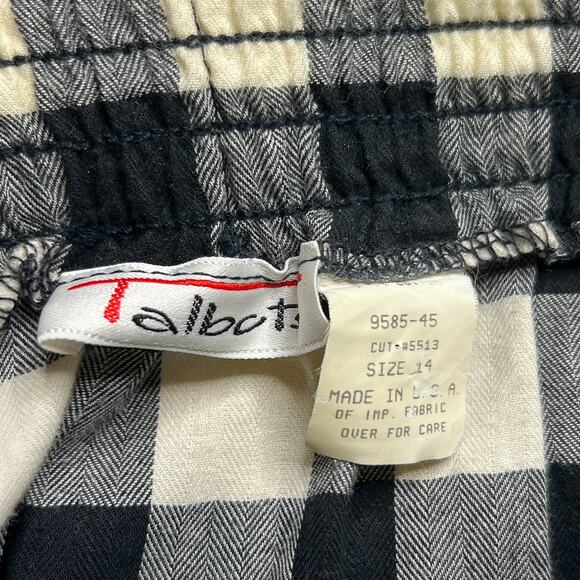 Talbots
9585-45
CUT-#5513
SIZE 14
MADE IN U.S.A.
OF IMP. FABRIC
OVER FOR CARE